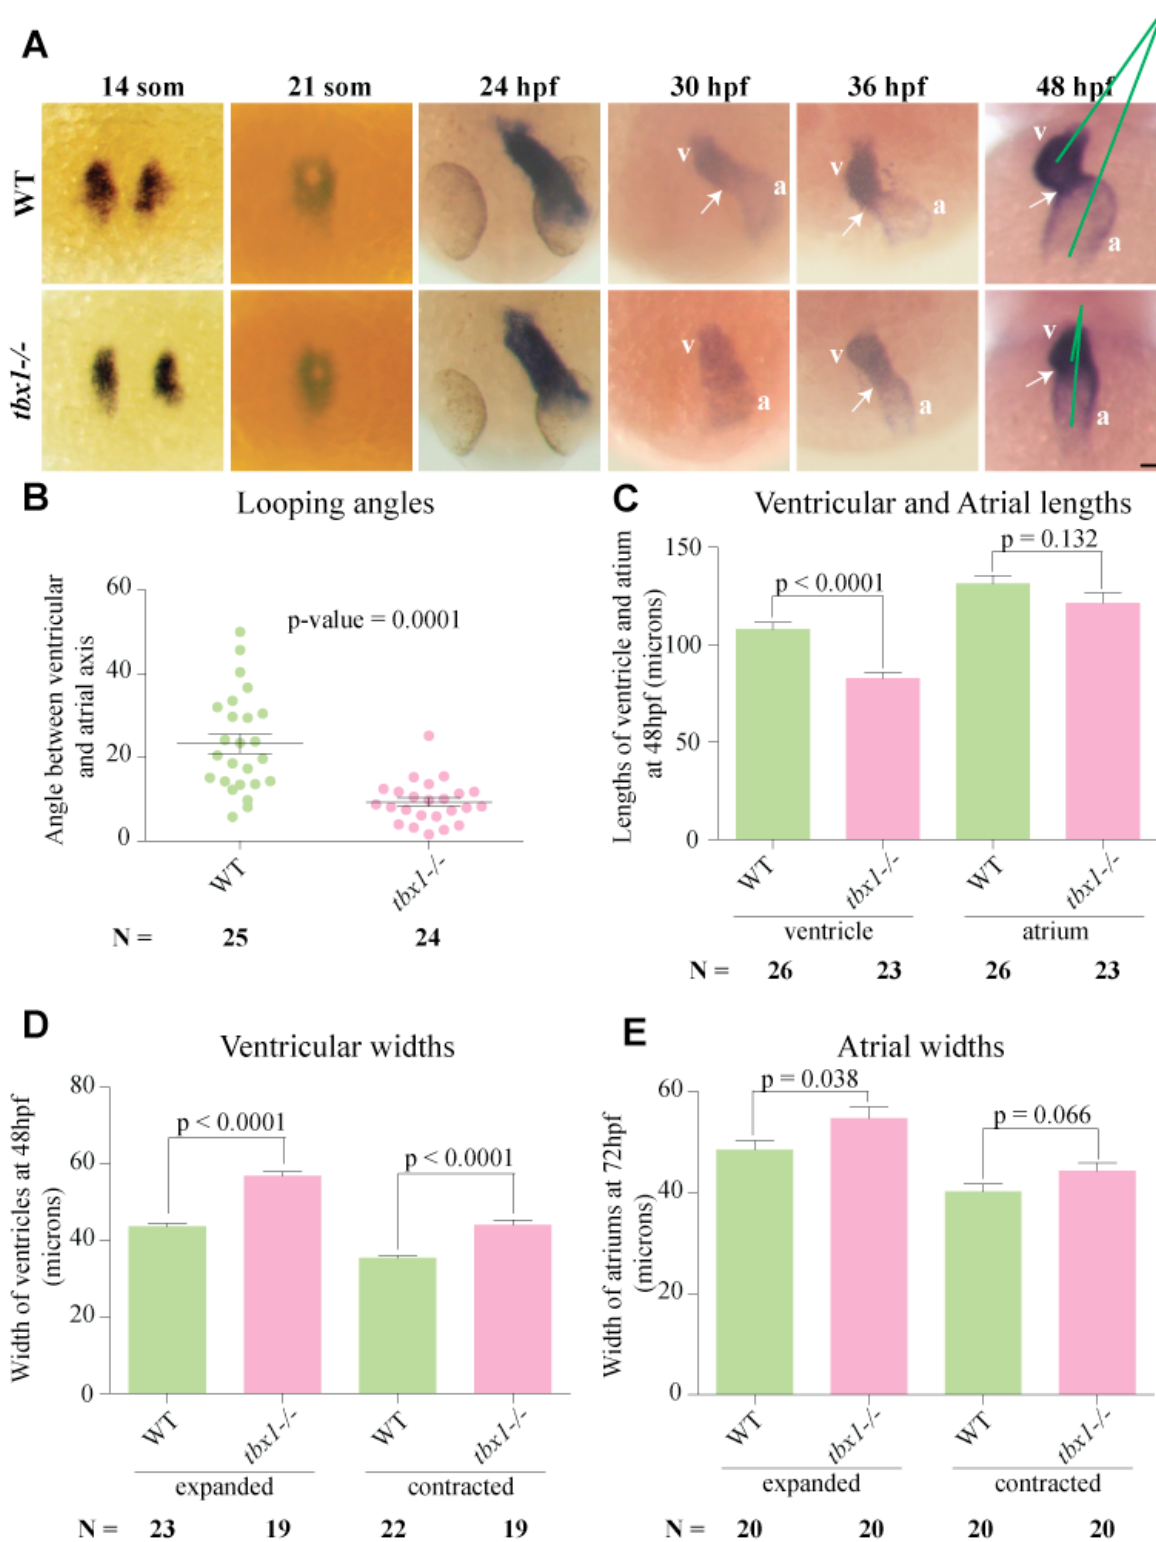 A
14 som 21 som 24 hpf 30 hpf 36 hpf 48 hpf
WT
v
a
v
a
v
a
tbx1-/-
v
a
v
a
v
a
B
Looping angles
Angle between ventricular
and atrial axis
60
40
20
0
p-value = 0.0001
WT
tbx1-/-
N = 25 24
C
Ventricular and Atrial lengths
Lengths of ventricle and atium
at 48hpf (microns)
150
100
50
0
p < 0.0001
p = 0.132
WT
tbx1-/-
WT
tbx1-/-
ventricle atrium
N = 26 23 26 23
D
Ventricular widths
Width of ventricles at 48hpf
(microns)
80
60
40
20
0
p < 0.0001
p < 0.0001
WT
tbx1-/-
WT
tbx1-/-
expanded contracted
N = 23 19 22 19
E
Atrial widths
Width of atriums at 72hpf
(microns)
60
40
20
0
p = 0.038
p = 0.066
WT
tbx1-/-
WT
tbx1-/-
expanded contracted
N = 20 20 20 20